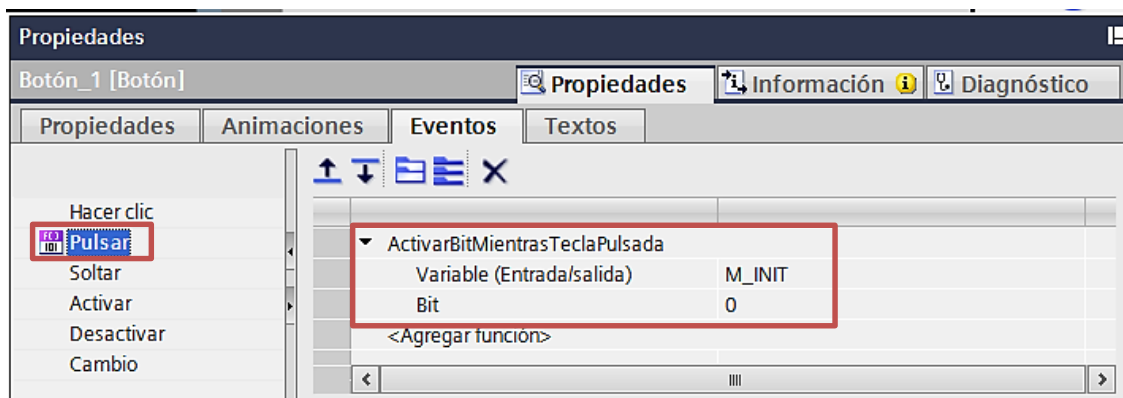 Propiedades
Botón_1 [Botón]
Propiedades Información Diagnóstico
Propiedades Animaciones Eventos Textos
Hacer clic
Pulsar
Soltar
Activar
Desactivar
Cambio
ActivarBitMientrasTeclaPulsada
Variable (Entrada/salida) M_INIT
Bit 0
<Agregar función>